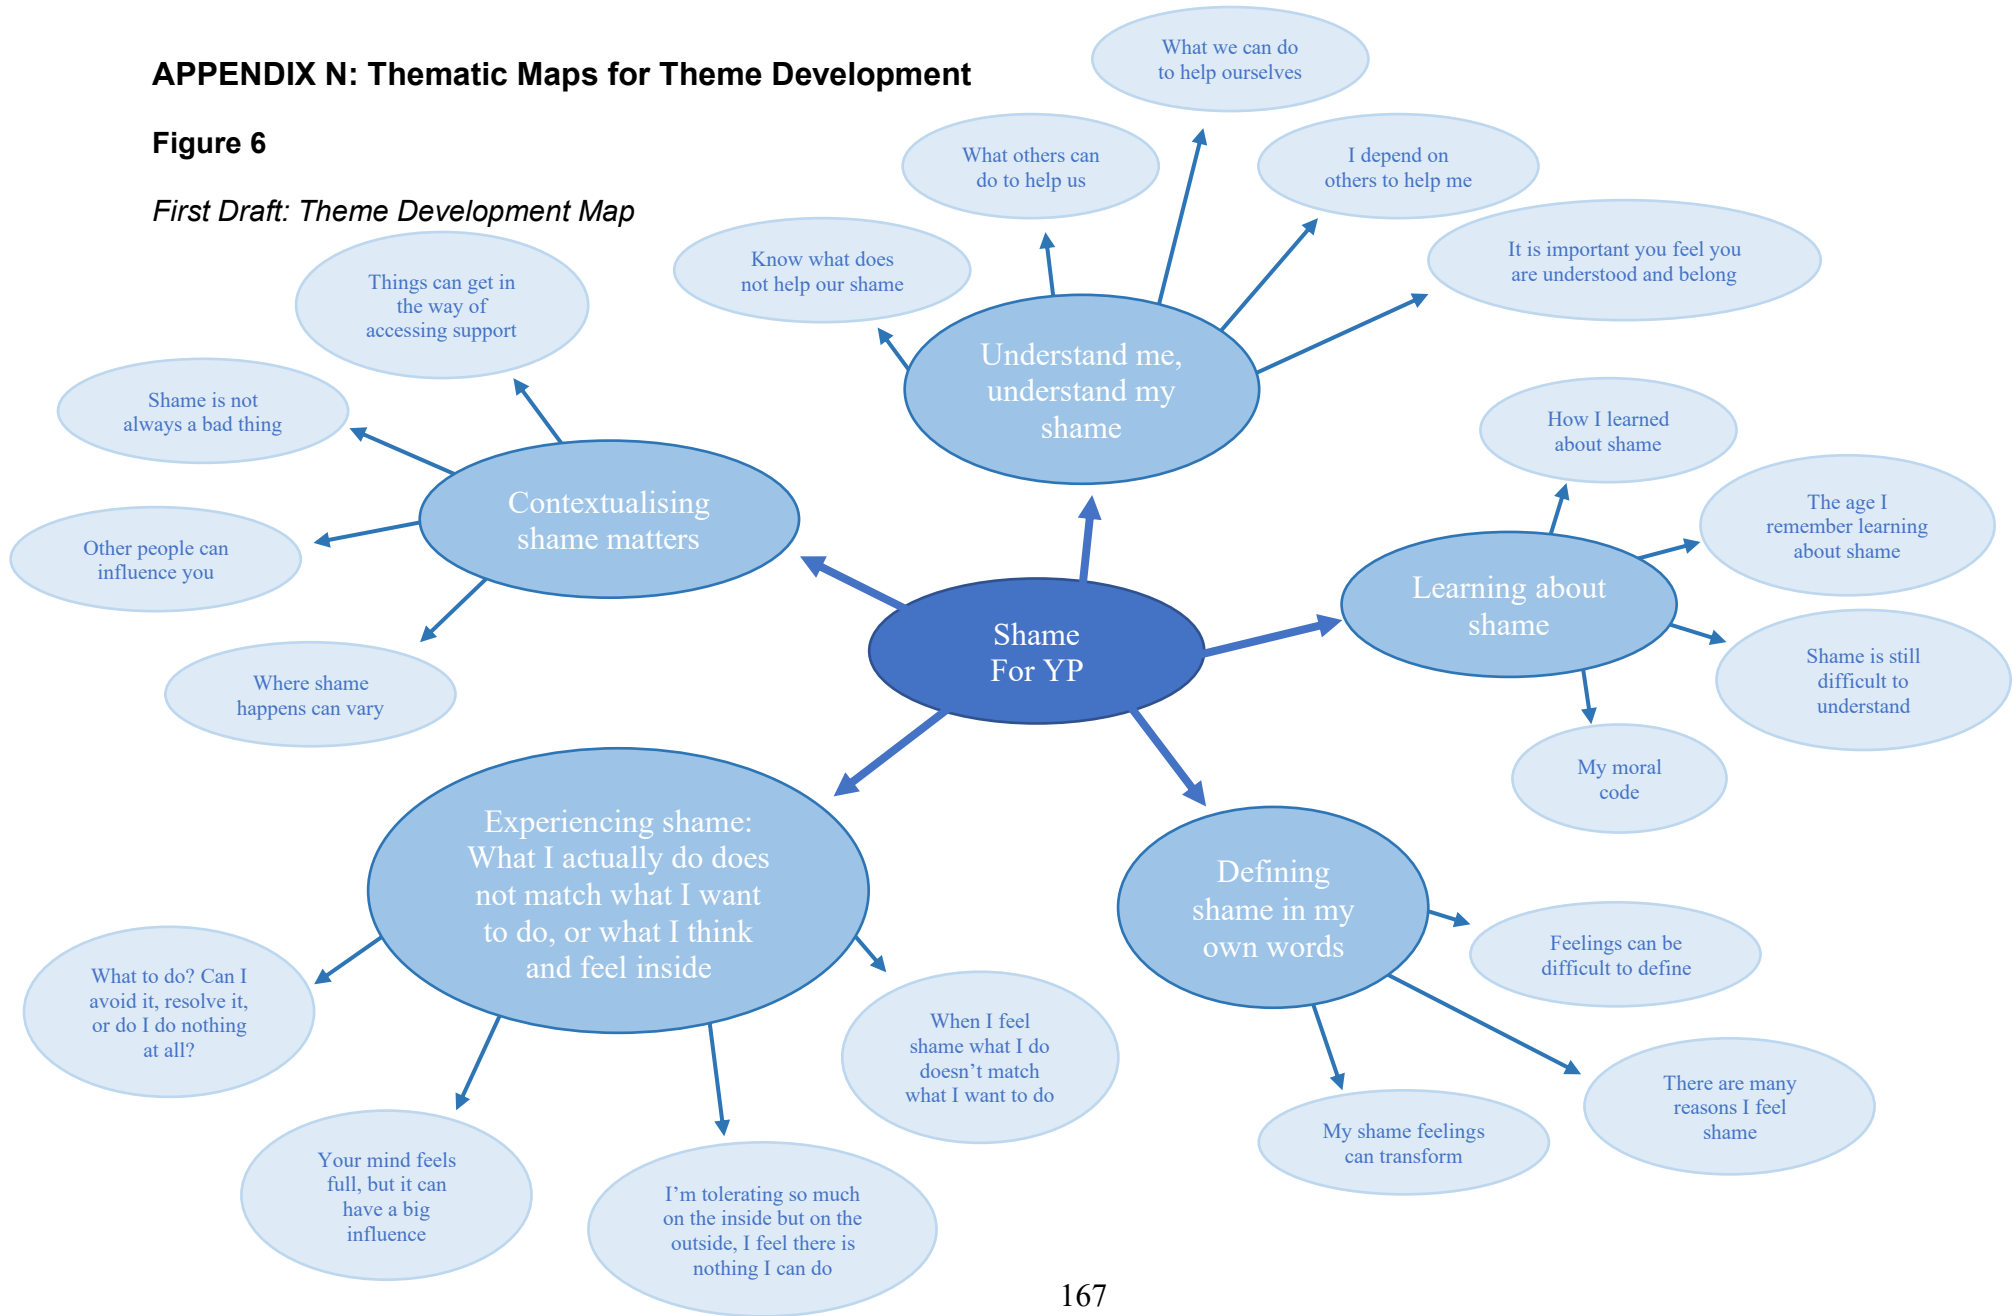 APPENDIX N: Thematic Maps for Theme Development
Figure 6
First Draft: Theme Development Map
What we can do
to help ourselves
What others can
do to help us
I depend on
others to help me
Know what does
not help our shame
It is important you feel you
are understood and belong
Understand me,
understand my
shame
Things can get in
the way of
accessing support
Shame is not
always a bad thing
Other people can
influence you
Where shame
happens can vary
Contextualising
shame matters
How I learned
about shame
The age I
remember learning
about shame
Shame is still
difficult to
understand
My moral
code
Learning about
shame
Shame
For YP
Experiencing shame:
What I actually do does
not match what I want
to do, or what I think
and feel inside
What to do? Can I
avoid it, resolve it,
or do I do nothing
at all?
Your mind feels
full, but it can
have a big
influence
I’m tolerating so much
on the inside but on the
outside, I feel there is
nothing I can do
When I feel
shame what I do
doesn’t match
what I want to do
Defining
shame in my
own words
Feelings can be
difficult to define
There are many
reasons I feel
shame
My shame feelings
can transform
167